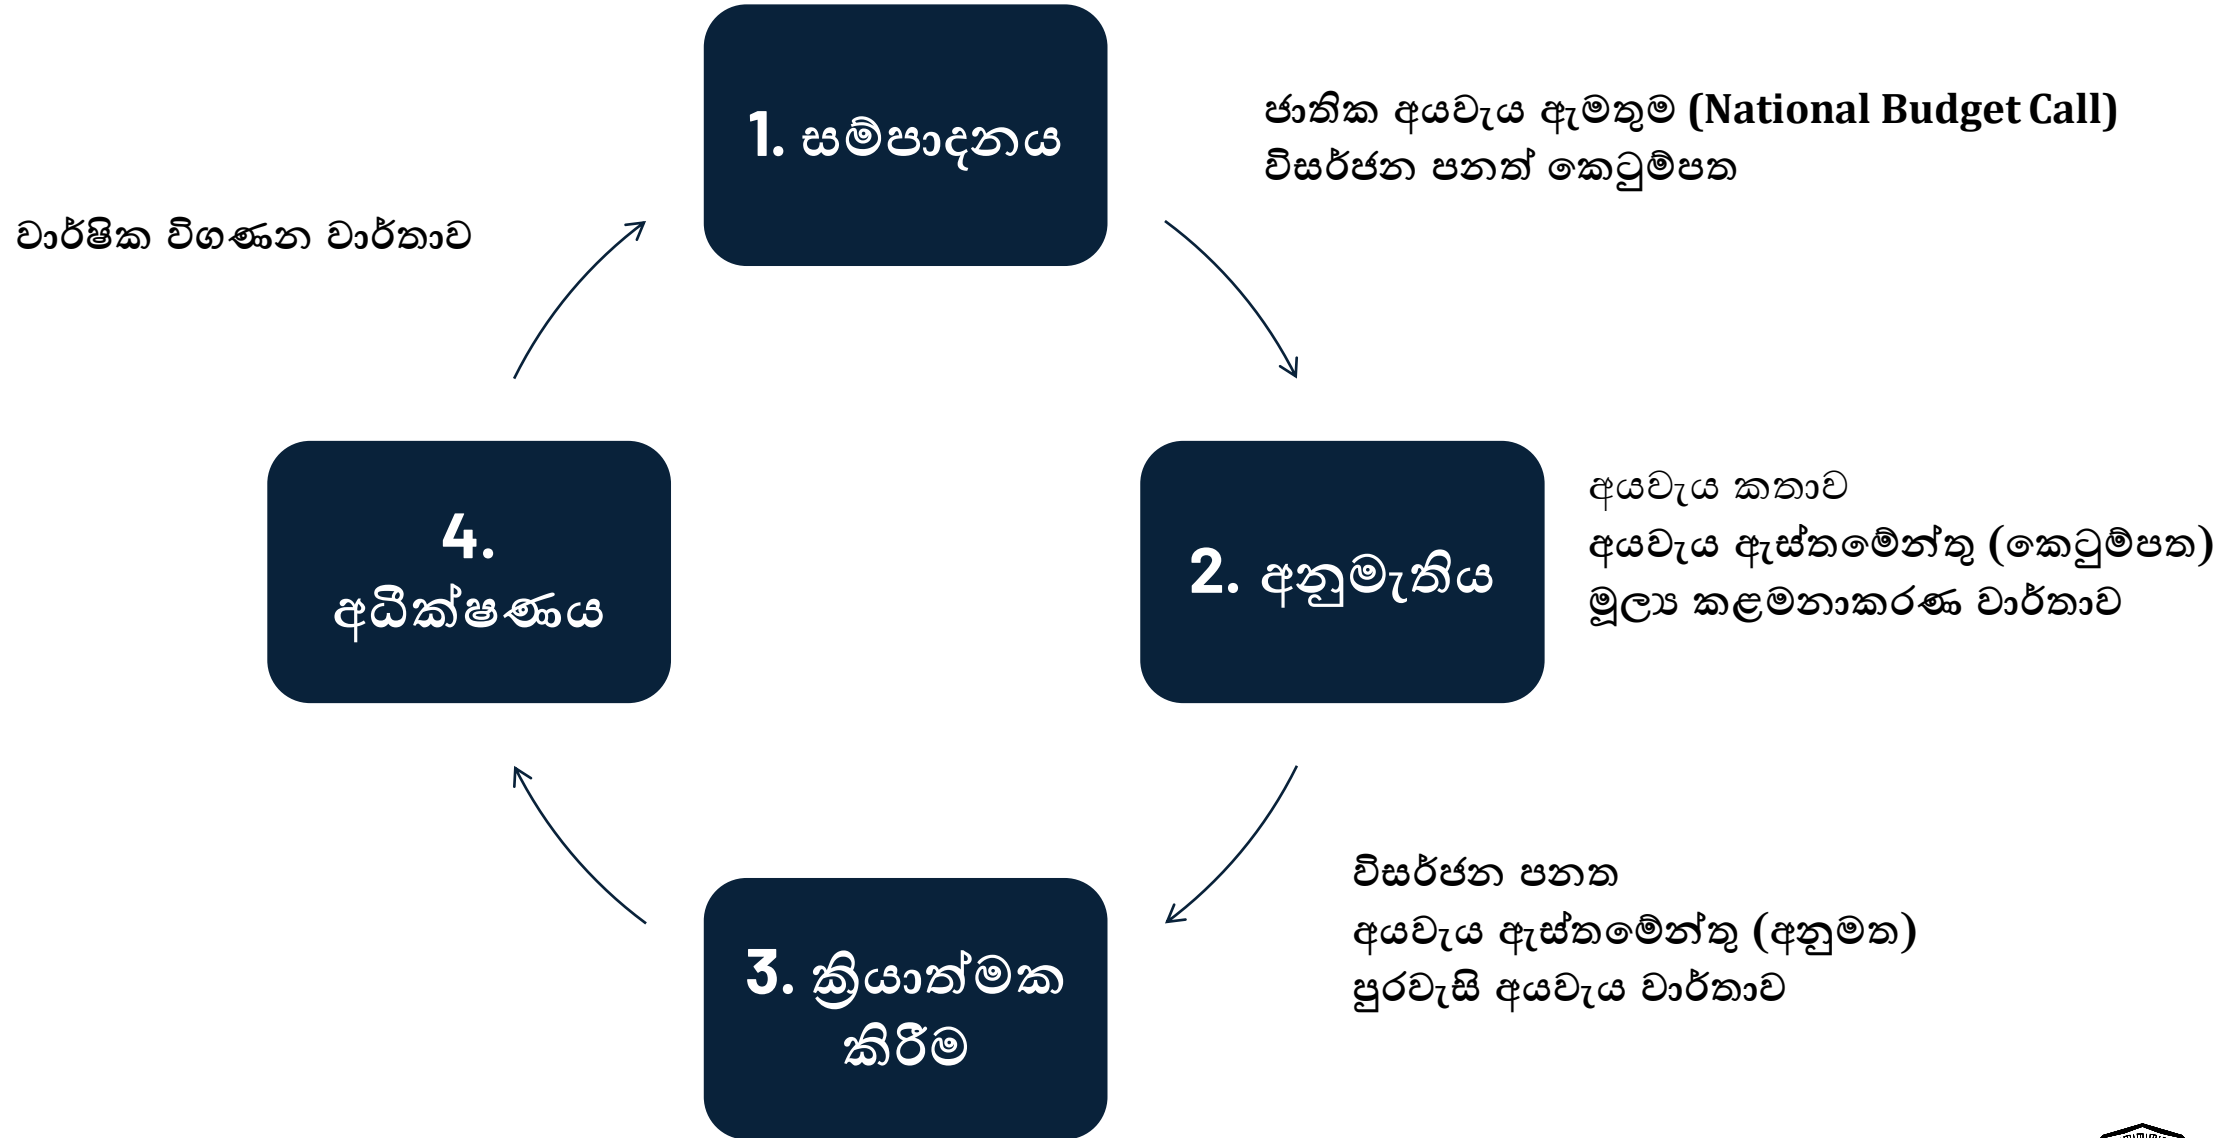 1. සම්පාදනය
ජාතික අයවැය ඇමතුම (National Budget Call)
විසර්ජන පනත් කෙටුම්පත
වාර්ෂික විගණන වාර්තාව
2. අනුමැතිය
අයවැය කතාව
අයවැය ඇස්තමේන්තු (කෙටුම්පත)
මූල්‍ය කළමනාකරණ වාර්තාව
4.
අධීක්ෂණය
විසර්ජන පනත
අයවැය ඇස්තමේන්තු (අනුමත)
පුරවැසි අයවැය වාර්තාව
3. ක්‍රියාත්මක
කිරීම